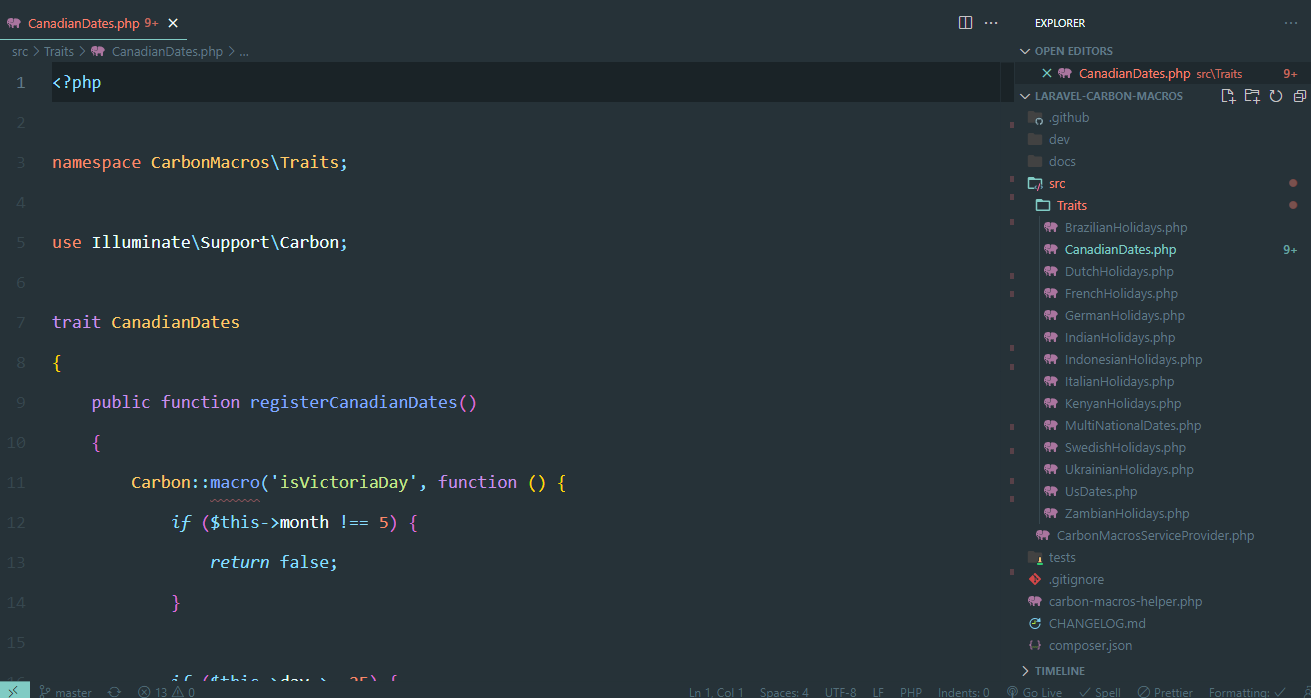 CanadianDates.php 9+
src > Traits > CanadianDates.php > ...
1 <?php
2
3 namespace CarbonMacros\Traits;
4
5 use Illuminate\Support\Carbon;
6
7 trait CanadianDates
8 {
9 public function registerCanadianDates()
10 {
11 Carbon::macro('isVictoriaDay', function () {
12 if ($this->month !== 5) {
13 return false;
14 }
15
master
13 0
Ln 1, Col 1
Spaces: 4
UTF-8
LF
PHP
Indents: 0
Go Live
Spell
Prettier
Formatting:
EXPLORER
OPEN EDITORS
CanadianDates.php src\Traits 9+
LARAVEL-CARBON-MACROS
.github
dev
docs
src
Traits
BrazilianHolidays.php
CanadianDates.php 9+
DutchHolidays.php
FrenchHolidays.php
GermanHolidays.php
IndianHolidays.php
IndonesianHolidays.php
ItalianHolidays.php
KenyanHolidays.php
MultiNationalDates.php
SwedishHolidays.php
UkrainianHolidays.php
UsDates.php
ZambianHolidays.php
CarbonMacrosServiceProvider.php
tests
.gitignore
carbon-macros-helper.php
CHANGELOG.md
composer.json
TIMELINE